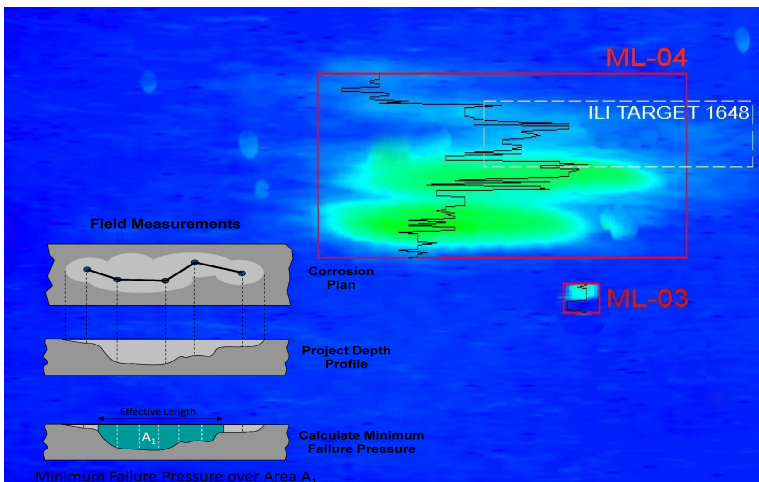 ML-04
ILI TARGET 1648
Field Measurements
Corrosion
Plan
ML-03
Project Depth
Profile
Effective Length
A1
Calculate Minimum
Failure Pressure
Minimum Failure Pressure over Area A1